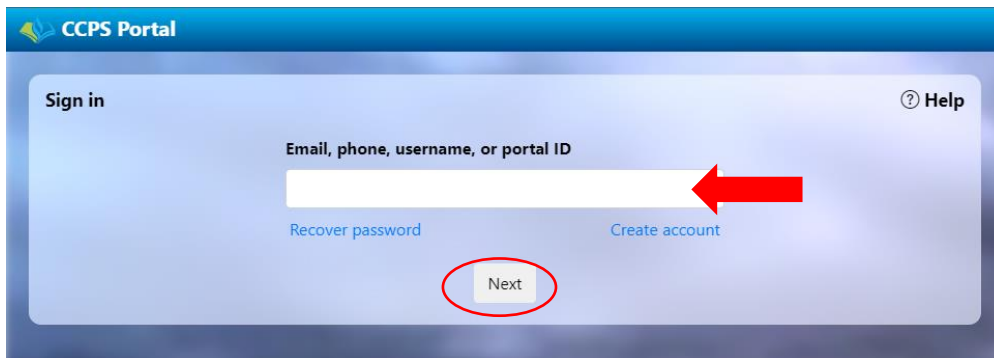 CCPS Portal
Sign in
Help
Email, phone, username, or portal ID
Recover password
Create account
Next